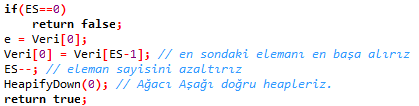 if(ES==0)
    return false;
e = Veri[0];
Veri[0] = Veri[ES-1]; // en sondaki elemanı en başa alırız
ES--; // eleman sayisini azaltırız
HeapifyDown(0); // Ağacı Aşağı doğru heapleriz.
return true;